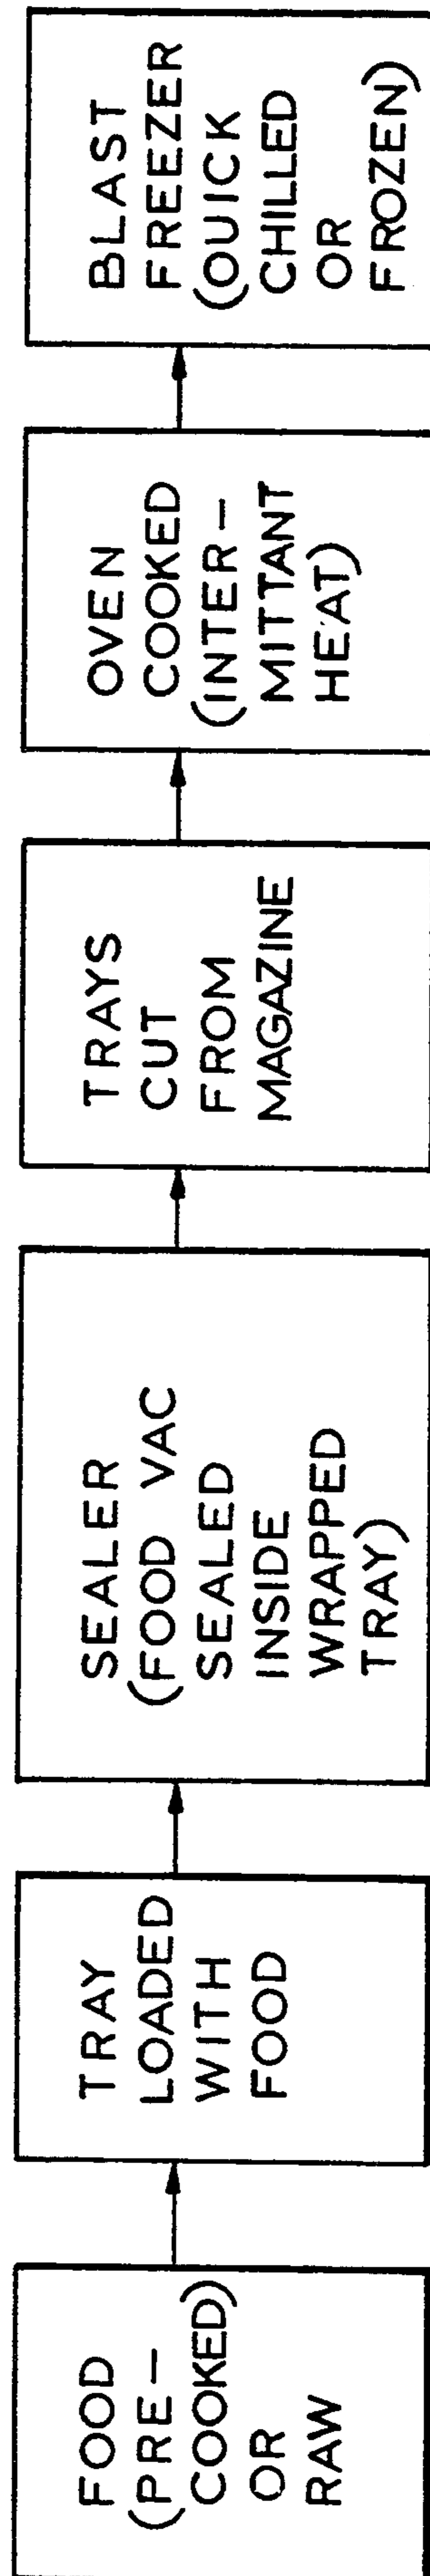 FOOD
(PRE-
COOKED)
OR
RAW
TRAY
LOADED
WITH
FOOD
SEALER
(FOOD VAC
SEALED
INSIDE
WRAPPED
TRAY)
TRAYS
CUT
FROM
MAGAZINE
OVEN
COOKED
(INTER-
MITTANT
HEAT)
BLAST
FREEZER
(QUICK
CHILLED
OR
FROZEN)